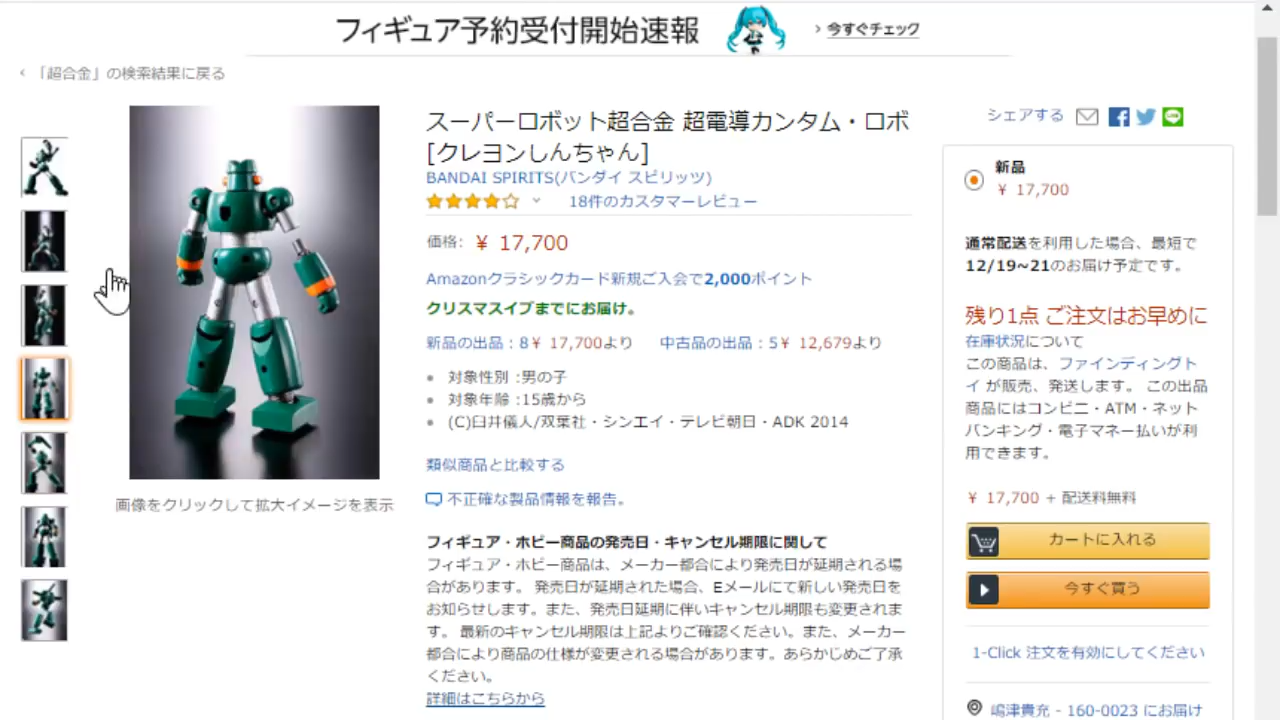 フィギュア予約受付開始速報
› 今すぐチェック
‹ 「超合金」の検索結果に戻る
スーパーロボット超合金 超電導カンタム・ロボ
[クレヨンしんちゃん]
BANDAI SPIRITS(バンダイ スピリッツ)
18件のカスタマーレビュー
価格: ¥ 17,700
Amazonクラシックカード新規ご入会で2,000ポイント
クリスマスイブまでにお届け。
新品の出品：8¥ 17,700より 中古品の出品：5¥ 12,679より
対象性別 :男の子
対象年齢 :15歳から
(C)臼井儀人/双葉社・シンエイ・テレビ朝日・ADK 2014
類似商品と比較する
不正確な製品情報を報告。
画像をクリックして拡大イメージを表示
フィギュア・ホビー商品の発売日・キャンセル期限に関して
フィギュア・ホビー商品は、メーカー都合により発売日が延期される場
合があります。 発売日が延期された場合、Eメールにて新しい発売日を
お知らせします。また、発売日延期に伴いキャンセル期限も変更されま
す。 最新のキャンセル期限は上記よりご確認ください。また、メーカー
都合により商品の仕様が変更される場合があります。あらかじめご了承
ください。
詳細はこちらから
シェアする
新品
¥ 17,700
通常配送を利用した場合、最短で
12/19~21のお届け予定です。
残り1点 ご注文はお早めに
在庫状況について
この商品は、ファインディングト
イ が販売、発送します。 この出品
商品にはコンビニ・ATM・ネット
バンキング・電子マネー払いが利
用できます。
¥ 17,700 + 配送料無料
カートに入れる
今すぐ買う
1-Click 注文を有効にしてください
嶋津貴充 - 160-0023 にお届け